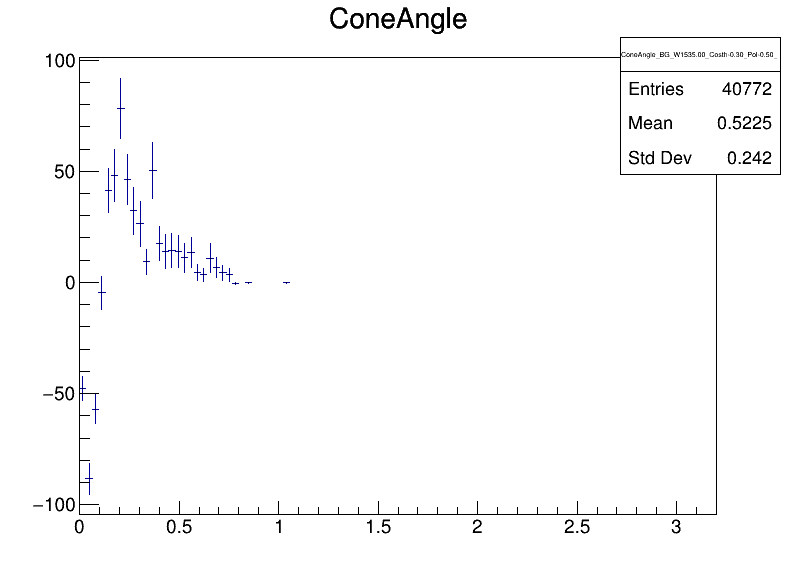 ConeAngle
ConeAngle_BG_W1535.00_Costh-0.30_Pol-0.50_
Entries 40772
Mean 0.5225
Std Dev 0.242
100
50
0
−50
−100
0 0.5 1 1.5 2 2.5 3